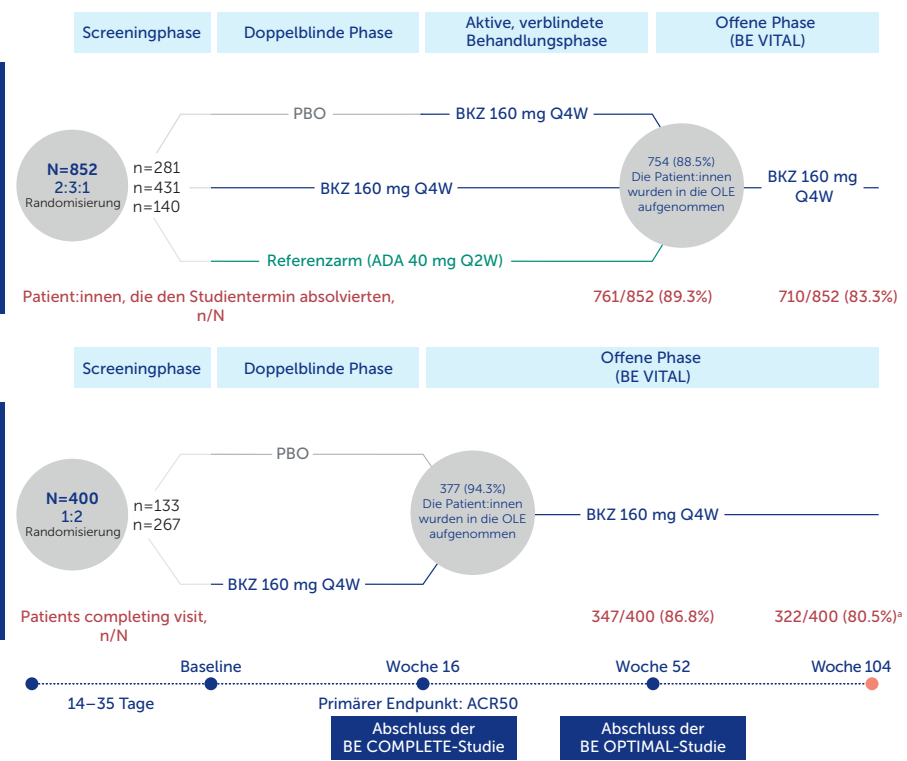 Screeningphase
Doppelblinde Phase
Aktive, verblindete
Behandlungsphase
Offene Phase
(BE VITAL)
N=852
2:3:1
Randomisierung
n=281
n=431
n=140
PBO
BKZ 160 mg Q4W
BKZ 160 mg Q4W
Referenzarm (ADA 40 mg Q2W)
754 (88.5%)
Die Patient:innen
wurden in die OLE
aufgenommen
BKZ 160 mg
Q4W
Patient:innen, die den Studientermin absolvierten,
n/N
761/852 (89.3%)
710/852 (83.3%)
Screeningphase
Doppelblinde Phase
Offene Phase
(BE VITAL)
N=400
1:2
Randomisierung
n=133
n=267
PBO
BKZ 160 mg Q4W
377 (94.3%)
Die Patient:innen
wurden in die OLE
aufgenommen
BKZ 160 mg Q4W
Patients completing visit,
n/N
347/400 (86.8%)
322/400 (80.5%)ᵃ
Baseline
Woche 16
Woche 52
Woche 104
14–35 Tage
Primärer Endpunkt: ACR50
Abschluss der
BE COMPLETE-Studie
Abschluss der
BE OPTIMAL-Studie